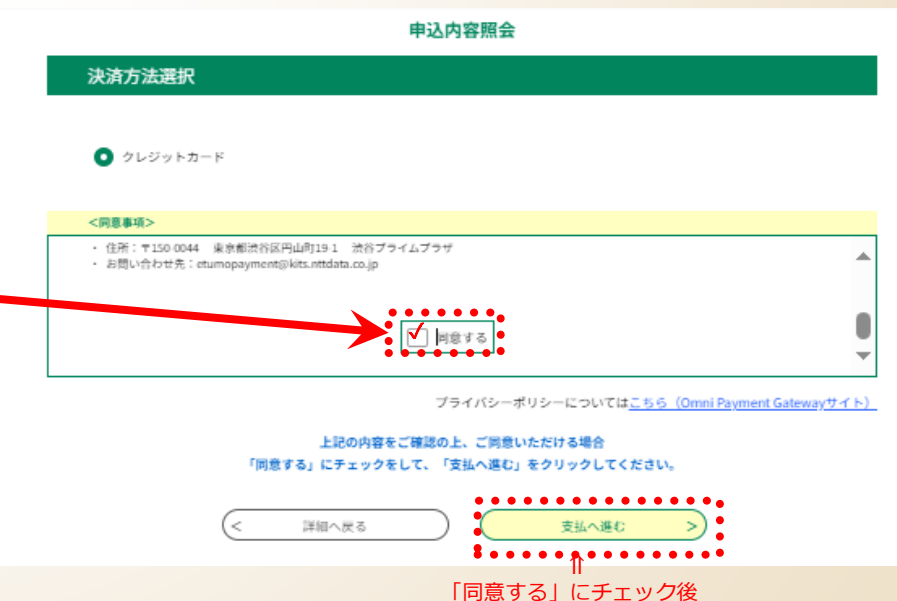 申込内容照会
決済方法選択
クレジットカード
<同意事項>
・ 住所：〒150-0044 東京都渋谷区円山町19-1 渋谷プライムプラザ
・ お問い合わせ先：etumopayment@kits.nttdata.co.jp
同意する
プライバシーポリシーについてはこちら（Omni Payment Gatewayサイト）
上記の内容をご確認の上、ご同意いただける場合
「同意する」にチェックをして、「支払へ進む」をクリックしてください。
< 詳細へ戻る
支払へ進む >
⇑
「同意する」にチェック後